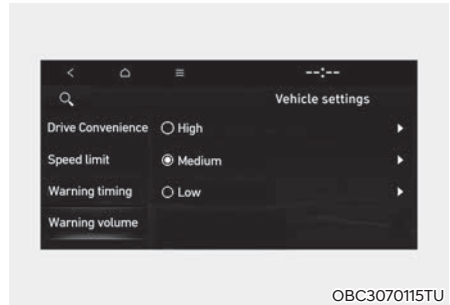 --:--
Vehicle settings
Drive Convenience
High
Speed limit
Medium
Warning timing
Low
Warning volume
OBC3070115TU